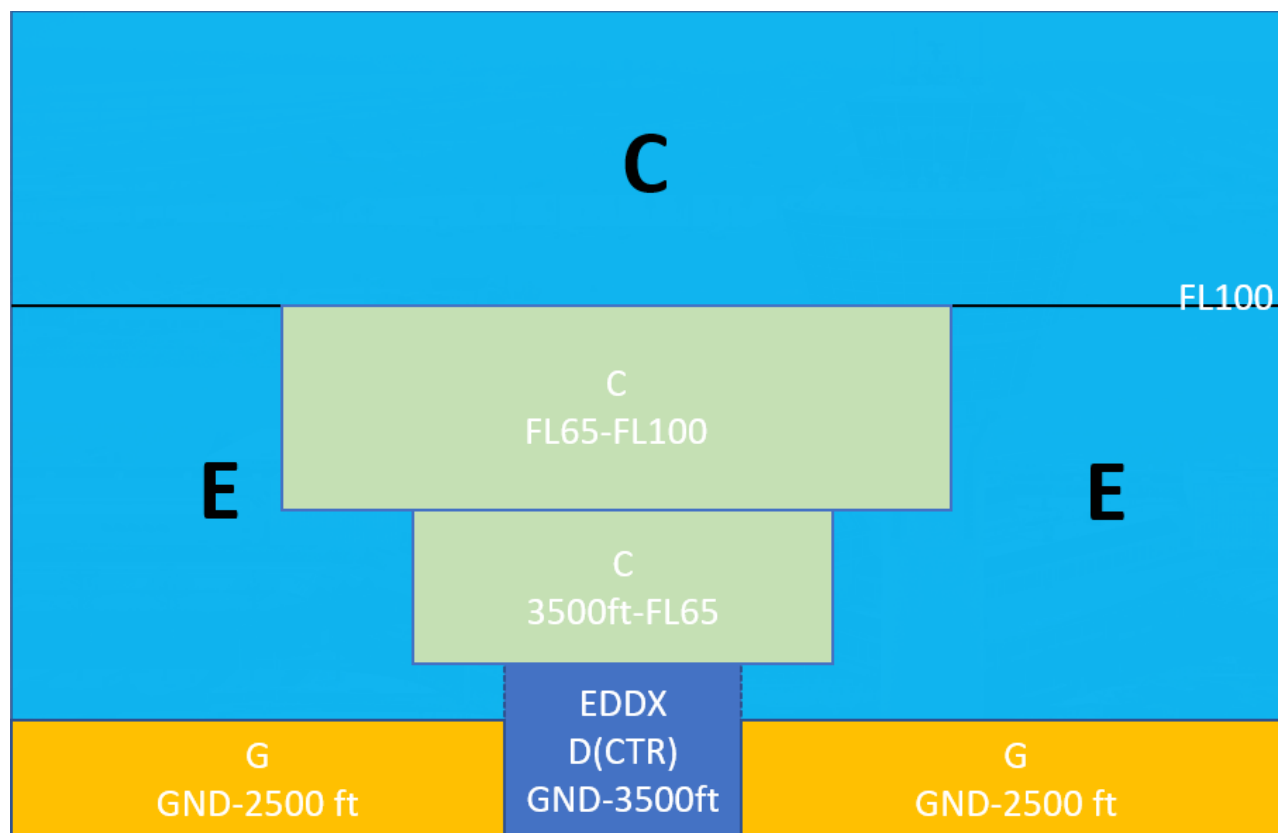 C
FL100
C
FL65-FL100
E
E
C
3500ft-FL65
EDDX
D(CTR)
GND-3500ft
G
GND-2500 ft
G
GND-2500 ft